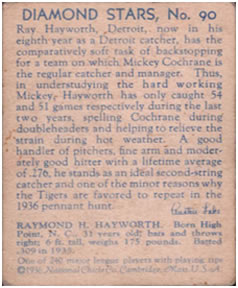 DIAMOND STARS, No. 90
Ray Hayworth, Detroit, now in his
eighth year as a Detroit catcher, has the
comparatively soft task of backstopping
for a team on which Mickey Cochrane is
the regular catcher and manager. Thus,
in understudying the hard working
Mickey, Hayworth has only caught 54
and 51 games respectively during the last
two years, spelling Cochrane during
doubleheaders and helping to relieve the
strain during hot weather. A good
handler of pitchers, fine arm and mod-
erately good hitter with a lifetime average
of .276, he stands as an ideal second-string
catcher and one of the minor reasons why
the Tigers are favored to repeat in the
1936 pennant hunt.
RAYMOND H. HAYWORTH. Born High
Point, N. C. 31 years old; bats and throws
right; 6 ft. tall, weighs 175 pounds. Batted
.309 in 1935.
One of 240 major league players with playing tips
©1936, National Chicle Co. Cambridge, Mass. U.S.A.